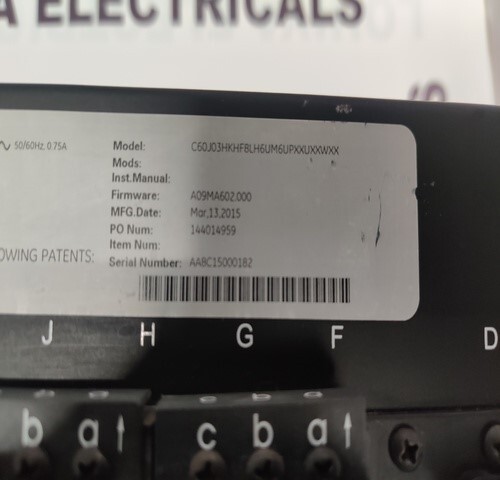 A ELECTRICALS
∿ 50/60Hz, 0.75A
Model: C60J03HKHF8LH6UM6UPXXUXXWXX
Mods:
Inst.Manual:
Firmware: A09MA602.000
MFG.Date: Mar,13,2015
PO Num: 144014959
Item Num:
OWING PATENTS:
Serial Number: AA8C15000182
J H G F D
b a ↑ c b a ↑